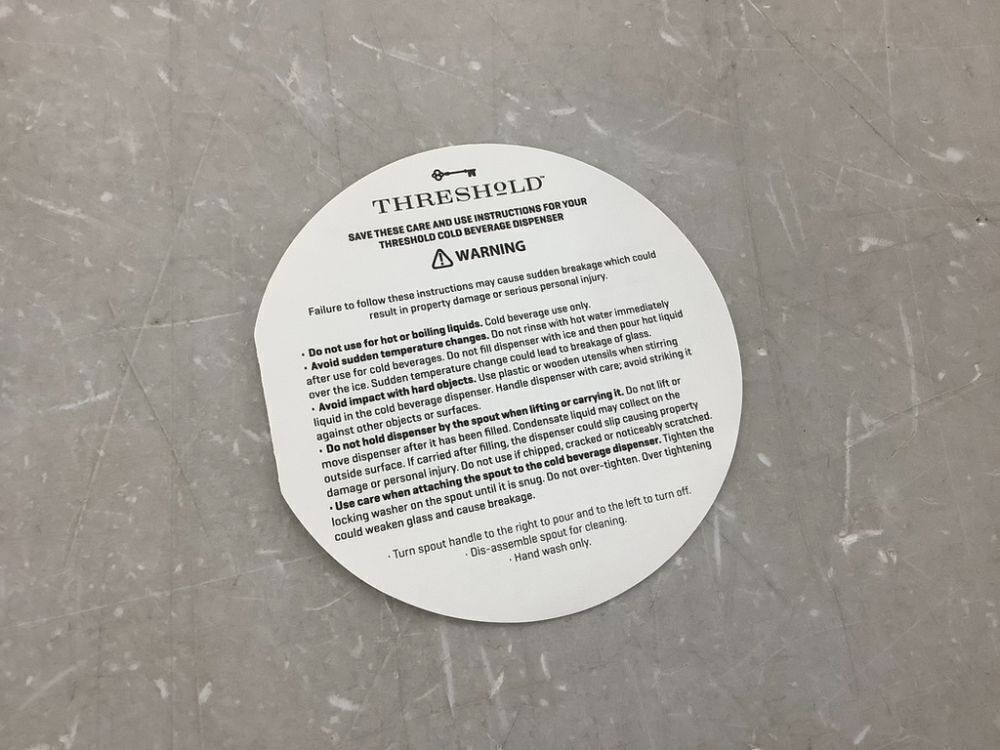 THRESHOLD™
SAVE THESE CARE AND USE INSTRUCTIONS FOR YOUR
THRESHOLD COLD BEVERAGE DISPENSER
WARNING
Failure to follow these instructions may cause sudden breakage which could
result in property damage or serious personal injury.
· Do not use for hot or boiling liquids. Cold beverage use only.
· Avoid sudden temperature changes. Do not rinse with hot water immediately
after use for cold beverages. Do not fill dispenser with ice and then pour hot liquid
over the ice. Sudden temperature change could lead to breakage of glass.
· Avoid impact with hard objects. Use plastic or wooden utensils when stirring
liquid in the cold beverage dispenser. Handle dispenser with care; avoid striking it
against other objects or surfaces.
· Do not hold dispenser by the spout when lifting or carrying it. Do not lift or
move dispenser after it has been filled. Condensate liquid may collect on the
outside surface. If carried after filling, the dispenser could slip causing property
damage or personal injury. Do not use if chipped, cracked or noticeably scratched.
· Use care when attaching the spout to the cold beverage dispenser. Tighten the
locking washer on the spout until it is snug. Do not over-tighten. Over tightening
could weaken glass and cause breakage.
· Turn spout handle to the right to pour and to the left to turn off.
· Dis-assemble spout for cleaning.
· Hand wash only.